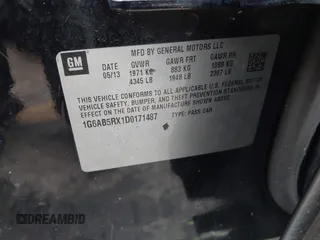 GM
MFD BY GENERAL MOTORS LLC
05/13 GVWR GAWR FRT GAWR RR
1971 KG 883 KG 1088 KG
4345 LB 1948 LB 2397 LB
THIS VEHICLE CONFORMS TO ALL APPLICABLE U.S. FEDERAL MOTOR
VEHICLE SAFETY, BUMPER, AND THEFT PREVENTION STANDARDS IN
EFFECT ON THE DATE OF MANUFACTURE SHOWN ABOVE.
1G6AB5RX1D0171487 TYPE: PASS CAR
DREAMBID